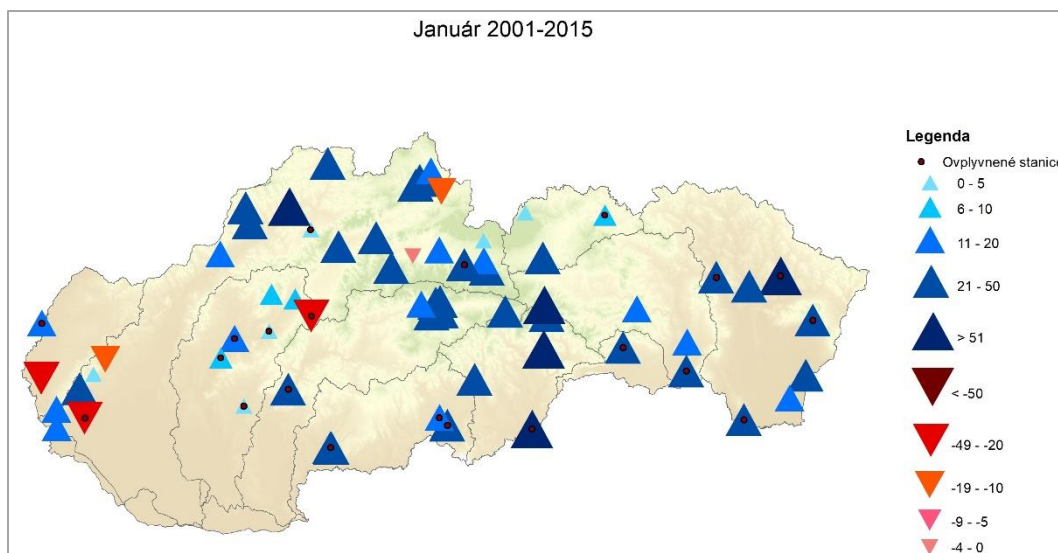 Január 2001-2015
Legenda
Ovplyvnené stanice
0 - 5
6 - 10
11 - 20
21 - 50
> 51
< -50
-49 - -20
-19 - -10
-9 - -5
-4 - 0